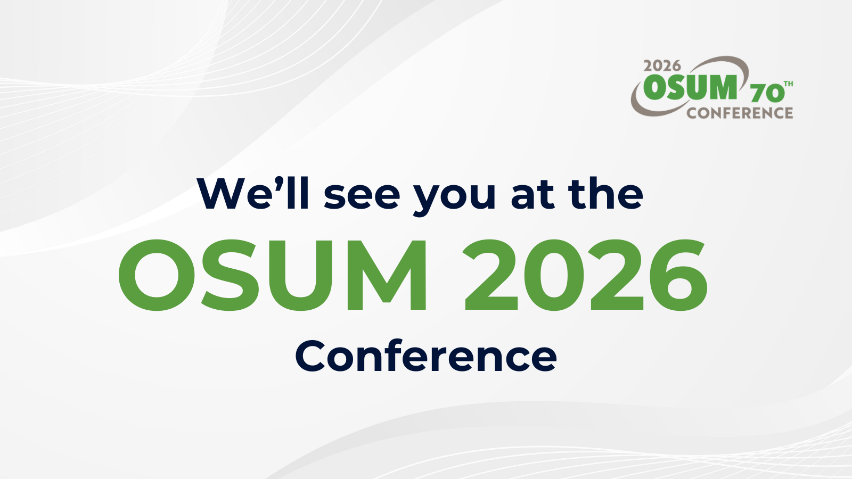 2026
OSUM 70TH
CONFERENCE
We’ll see you at the
OSUM 2026
Conference